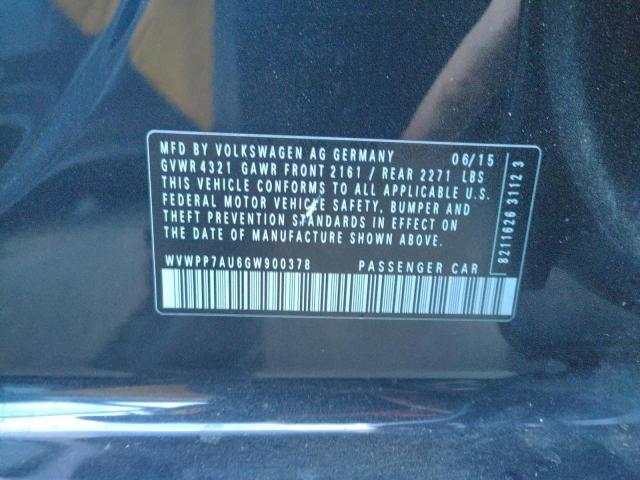 MFD BY VOLKSWAGEN AG GERMANY 06/15
GVWR 4321 GAWR FRONT 2161 / REAR 2271 LBS
THIS VEHICLE CONFORMS TO ALL APPLICABLE U.S.
FEDERAL MOTOR VEHICLE SAFETY, BUMPER AND
THEFT PREVENTION STANDARDS IN EFFECT ON
THE DATE OF MANUFACTURE SHOWN ABOVE.
WVWPP7AU6GW900378 PASSENGER CAR
8211626 3112 3